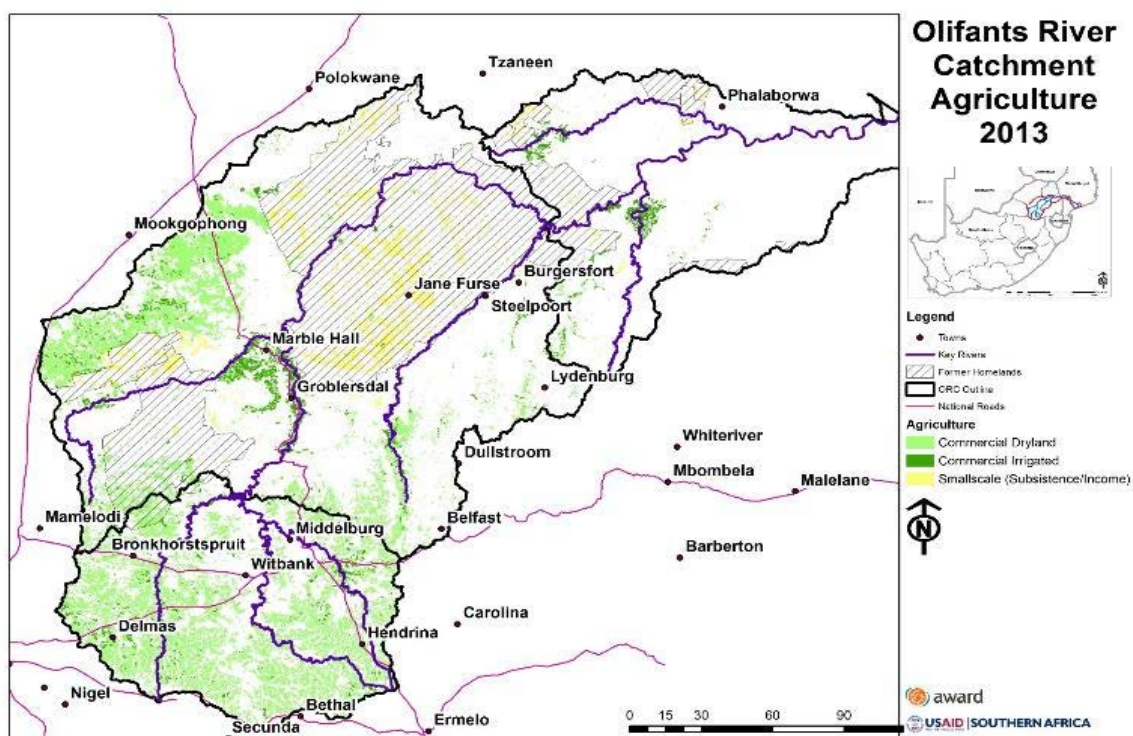 Olifants River
Catchment
Agriculture
2013
Tzaneen
Polokwane
Phalaborwa
Mookgophong
Burgersfort
Jane Furse
Steelpoort
Marble Hall
Groblersdal
Lydenburg
Whiteriver
Dullstroom
Mbombela
Malelane
Mamelodi
Middelburg
Belfast
Bronkhorstspruit
Barberton
Witbank
Carolina
Delmas
Hendrina
Nigel
Bethal
Secunda
Ermelo
0 15 30 60 90
Legend
Towns
Key Rivers
Former Homelands
ORC Outline
National Roads
Agriculture
Commercial Dryland
Commercial Irrigated
Smallscale (Subsistence/Income)
N
award
USAID | SOUTHERN AFRICA